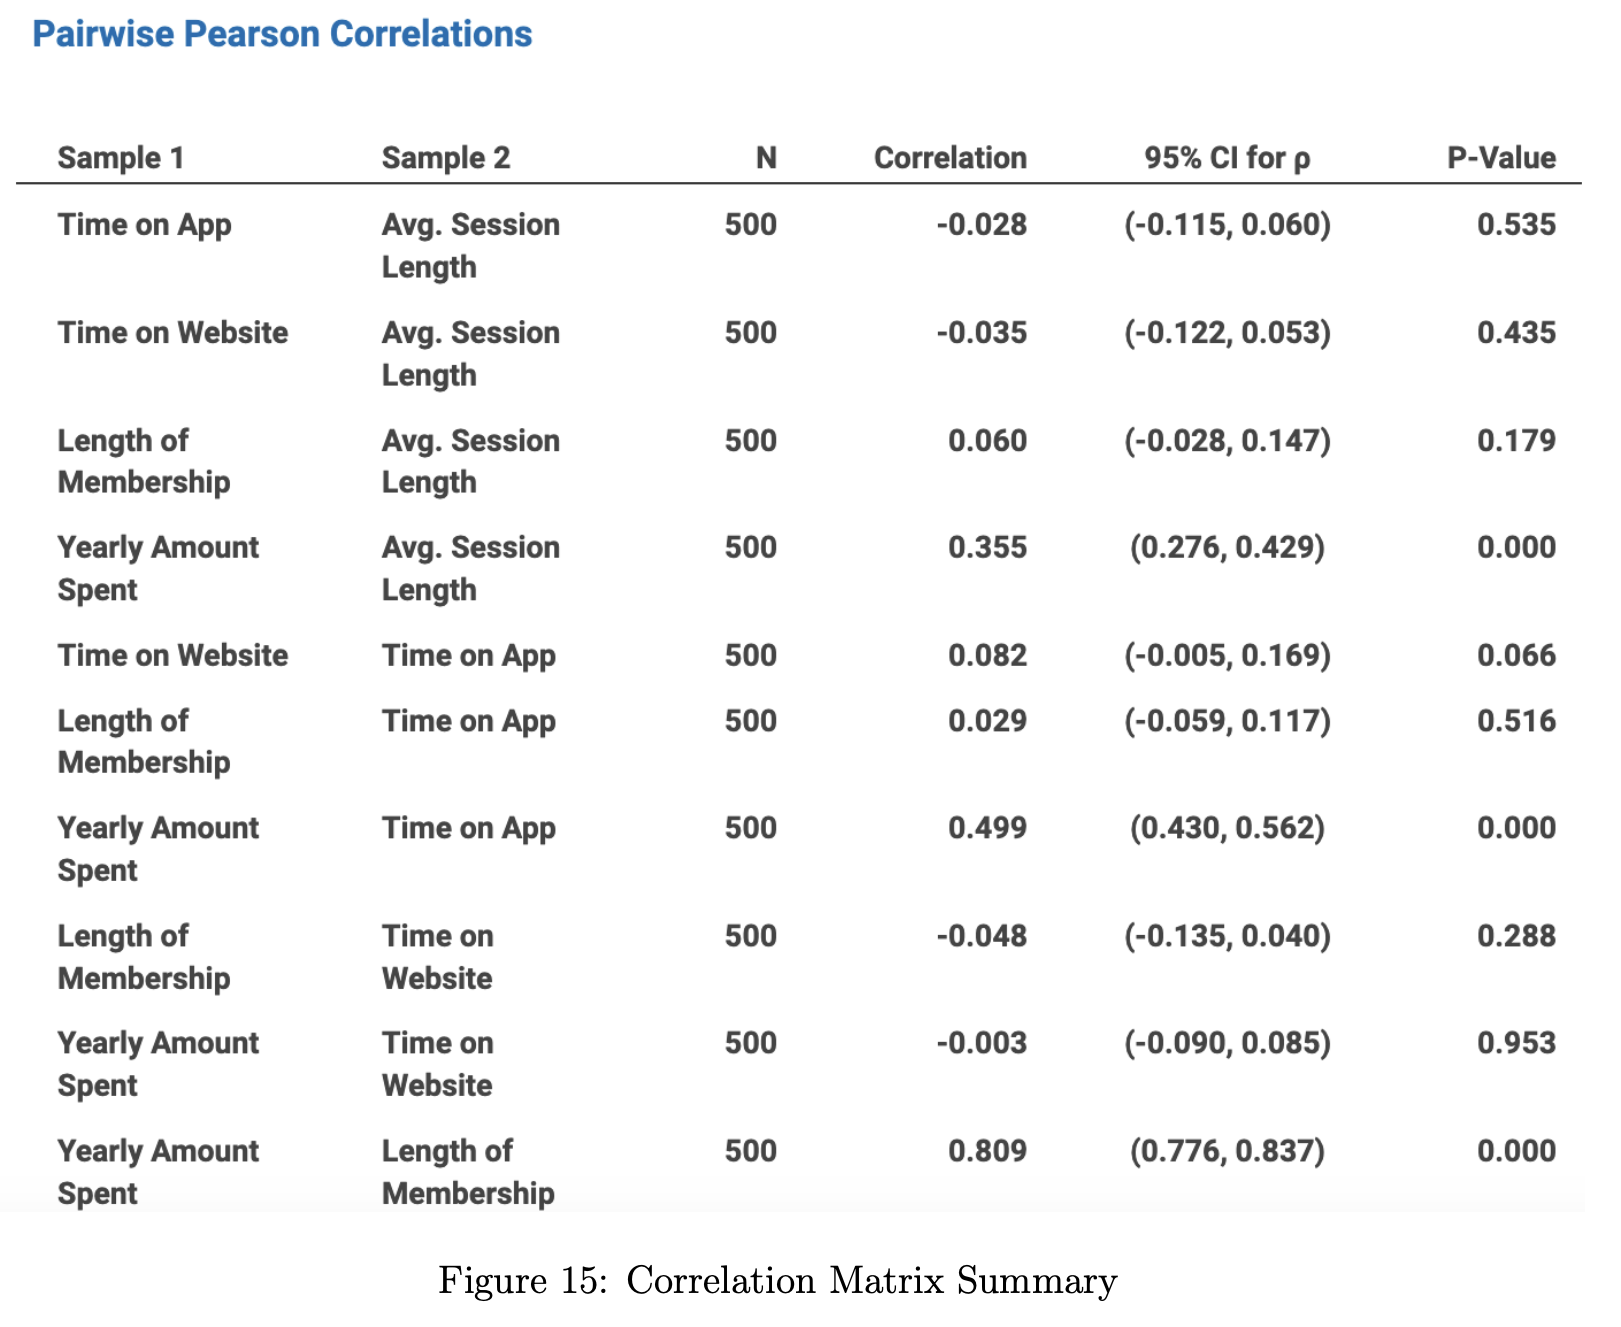 Pairwise Pearson Correlations
Sample 1 Sample 2 N Correlation 95% CI for ρ P-Value
Time on App Avg. Session 500 -0.028 (-0.115, 0.060) 0.535
Length
Time on Website Avg. Session 500 -0.035 (-0.122, 0.053) 0.435
Length
Length of Avg. Session 500 0.060 (-0.028, 0.147) 0.179
Membership Length
Yearly Amount Avg. Session 500 0.355 (0.276, 0.429) 0.000
Spent Length
Time on Website Time on App 500 0.082 (-0.005, 0.169) 0.066
Length of Time on App 500 0.029 (-0.059, 0.117) 0.516
Membership
Yearly Amount Time on App 500 0.499 (0.430, 0.562) 0.000
Spent
Length of Time on 500 -0.048 (-0.135, 0.040) 0.288
Membership Website
Yearly Amount Time on 500 -0.003 (-0.090, 0.085) 0.953
Spent Website
Yearly Amount Length of 500 0.809 (0.776, 0.837) 0.000
Spent Membership
Figure 15: Correlation Matrix Summary